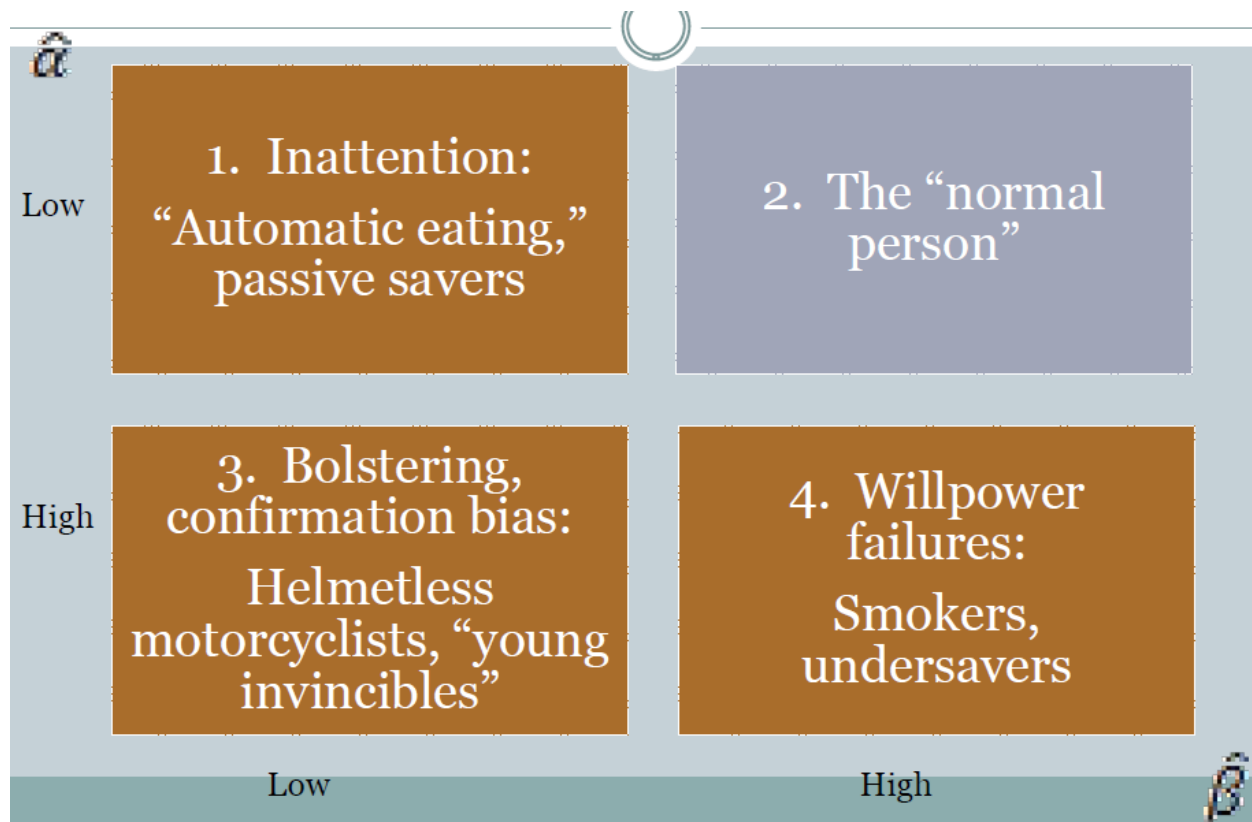 α̂
1. Inattention:
“Automatic eating,”
passive savers
2. The “normal
person”
Low
3. Bolstering,
confirmation bias:
Helmetless
motorcyclists, “young
invincibles”
4. Willpower
failures:
Smokers,
undersavers
High
Low
High
β̂